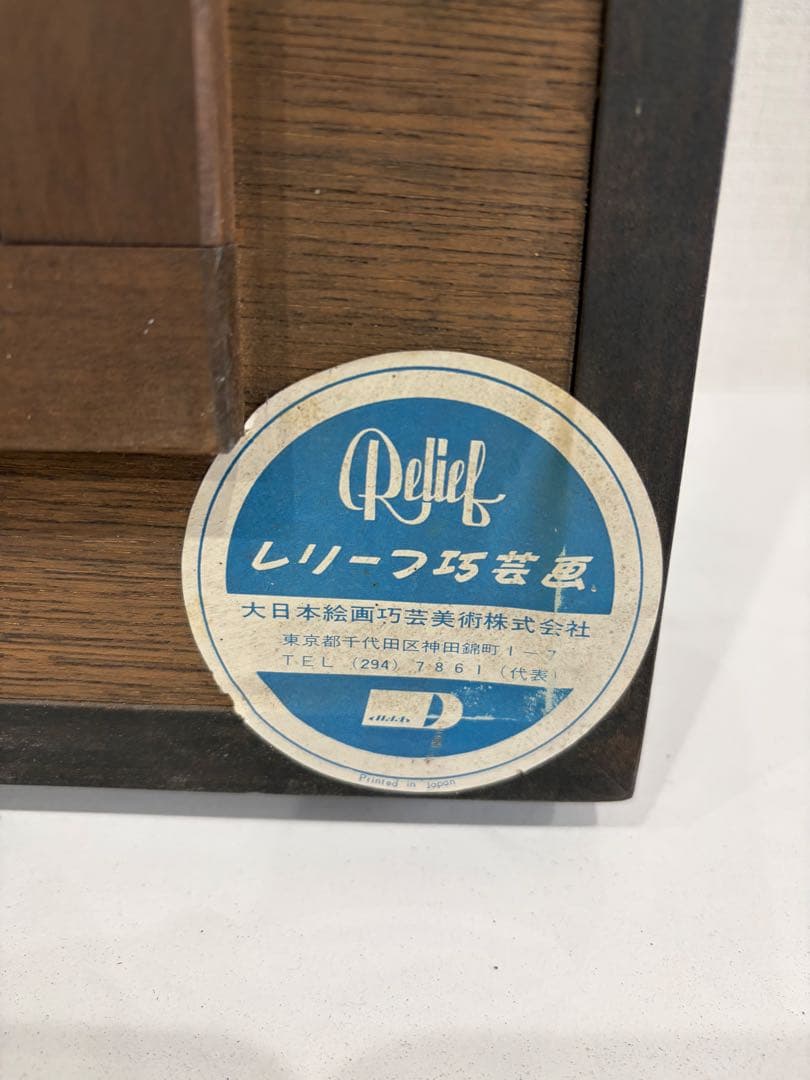 Relief
レリーフ巧芸画
大日本絵画巧芸美術株式会社
東京都千代田区神田錦町1-7
TEL (294) 7861 (代表)
Printed in japan